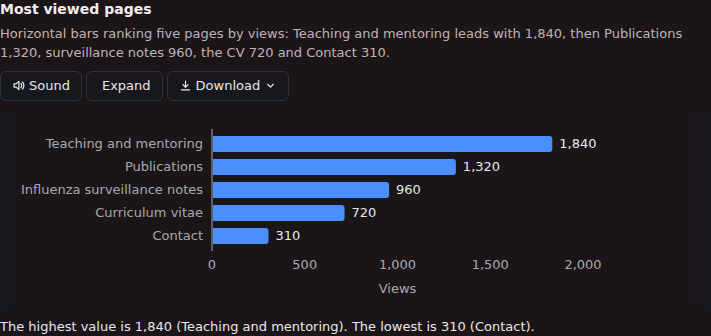 Most viewed pages
Horizontal bars ranking five pages by views: Teaching and mentoring leads with 1,840, then Publications
1,320, surveillance notes 960, the CV 720 and Contact 310.
Sound Expand Download
Teaching and mentoring 1,840
Publications 1,320
Influenza surveillance notes 960
Curriculum vitae 720
Contact 310
0 500 1,000 1,500 2,000
Views
The highest value is 1,840 (Teaching and mentoring). The lowest is 310 (Contact).